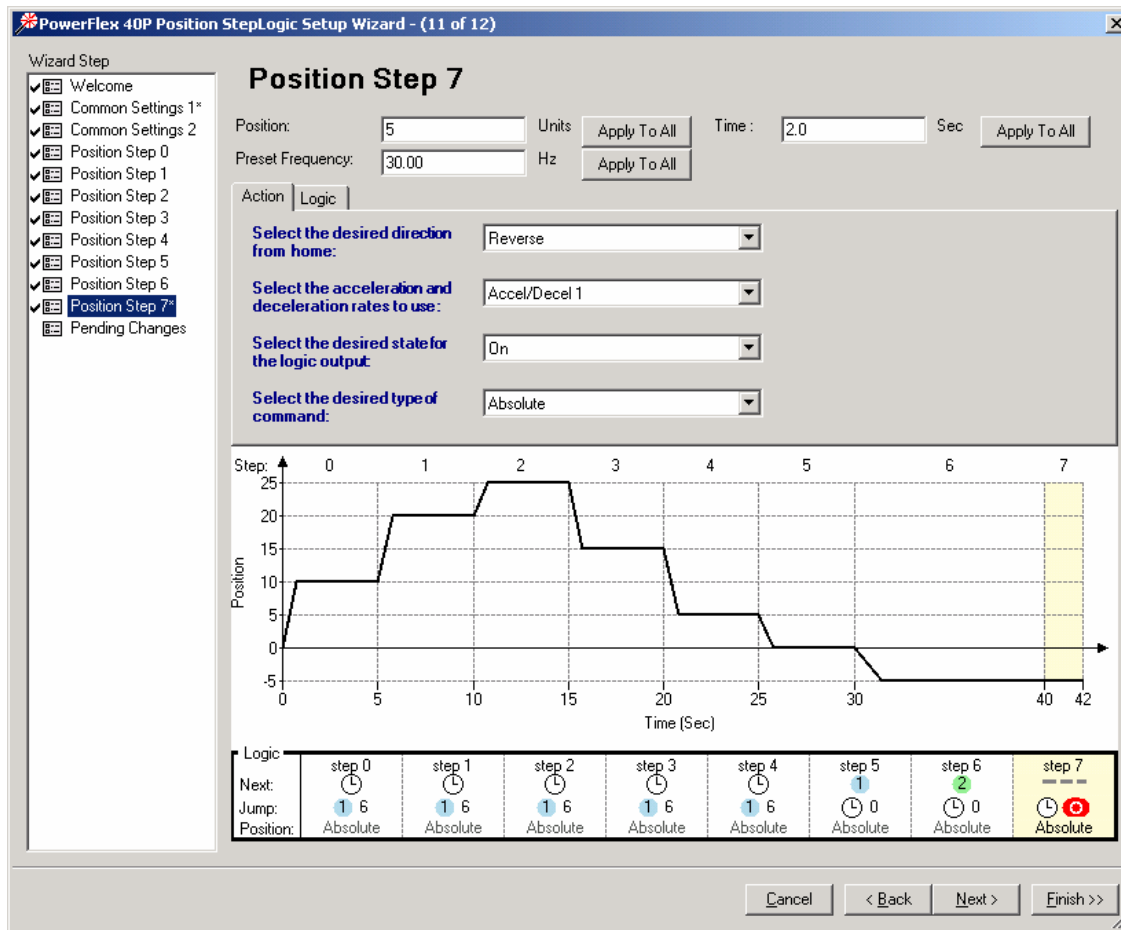 PowerFlex 40P Position StepLogic Setup Wizard - (11 of 12)
Wizard Step
Welcome
Common Settings 1*
Common Settings 2
Position Step 0
Position Step 1
Position Step 2
Position Step 3
Position Step 4
Position Step 5
Position Step 6
Position Step 7*
Pending Changes
Position Step 7
Position: 5 Units Apply To All Time : 2.0 Sec Apply To All
Preset Frequency: 30.00 Hz Apply To All
Action Logic
Select the desired direction
from home:
Reverse
Select the acceleration and
deceleration rates to use:
Accel/Decel 1
Select the desired state for
the logic output:
On
Select the desired type of
command:
Absolute
Step: 0 1 2 3 4 5 6 7
25
20
15
10
5
0
-5
Position
0 5 10 15 20 25 30 40 42
Time (Sec)
Logic
step 0 step 1 step 2 step 3 step 4 step 5 step 6 step 7
Next: 1 2
Jump: 1 6 1 6 1 6 1 6 1 6 0 0
Position: Absolute Absolute Absolute Absolute Absolute Absolute Absolute Absolute
Cancel < Back Next > Finish >>